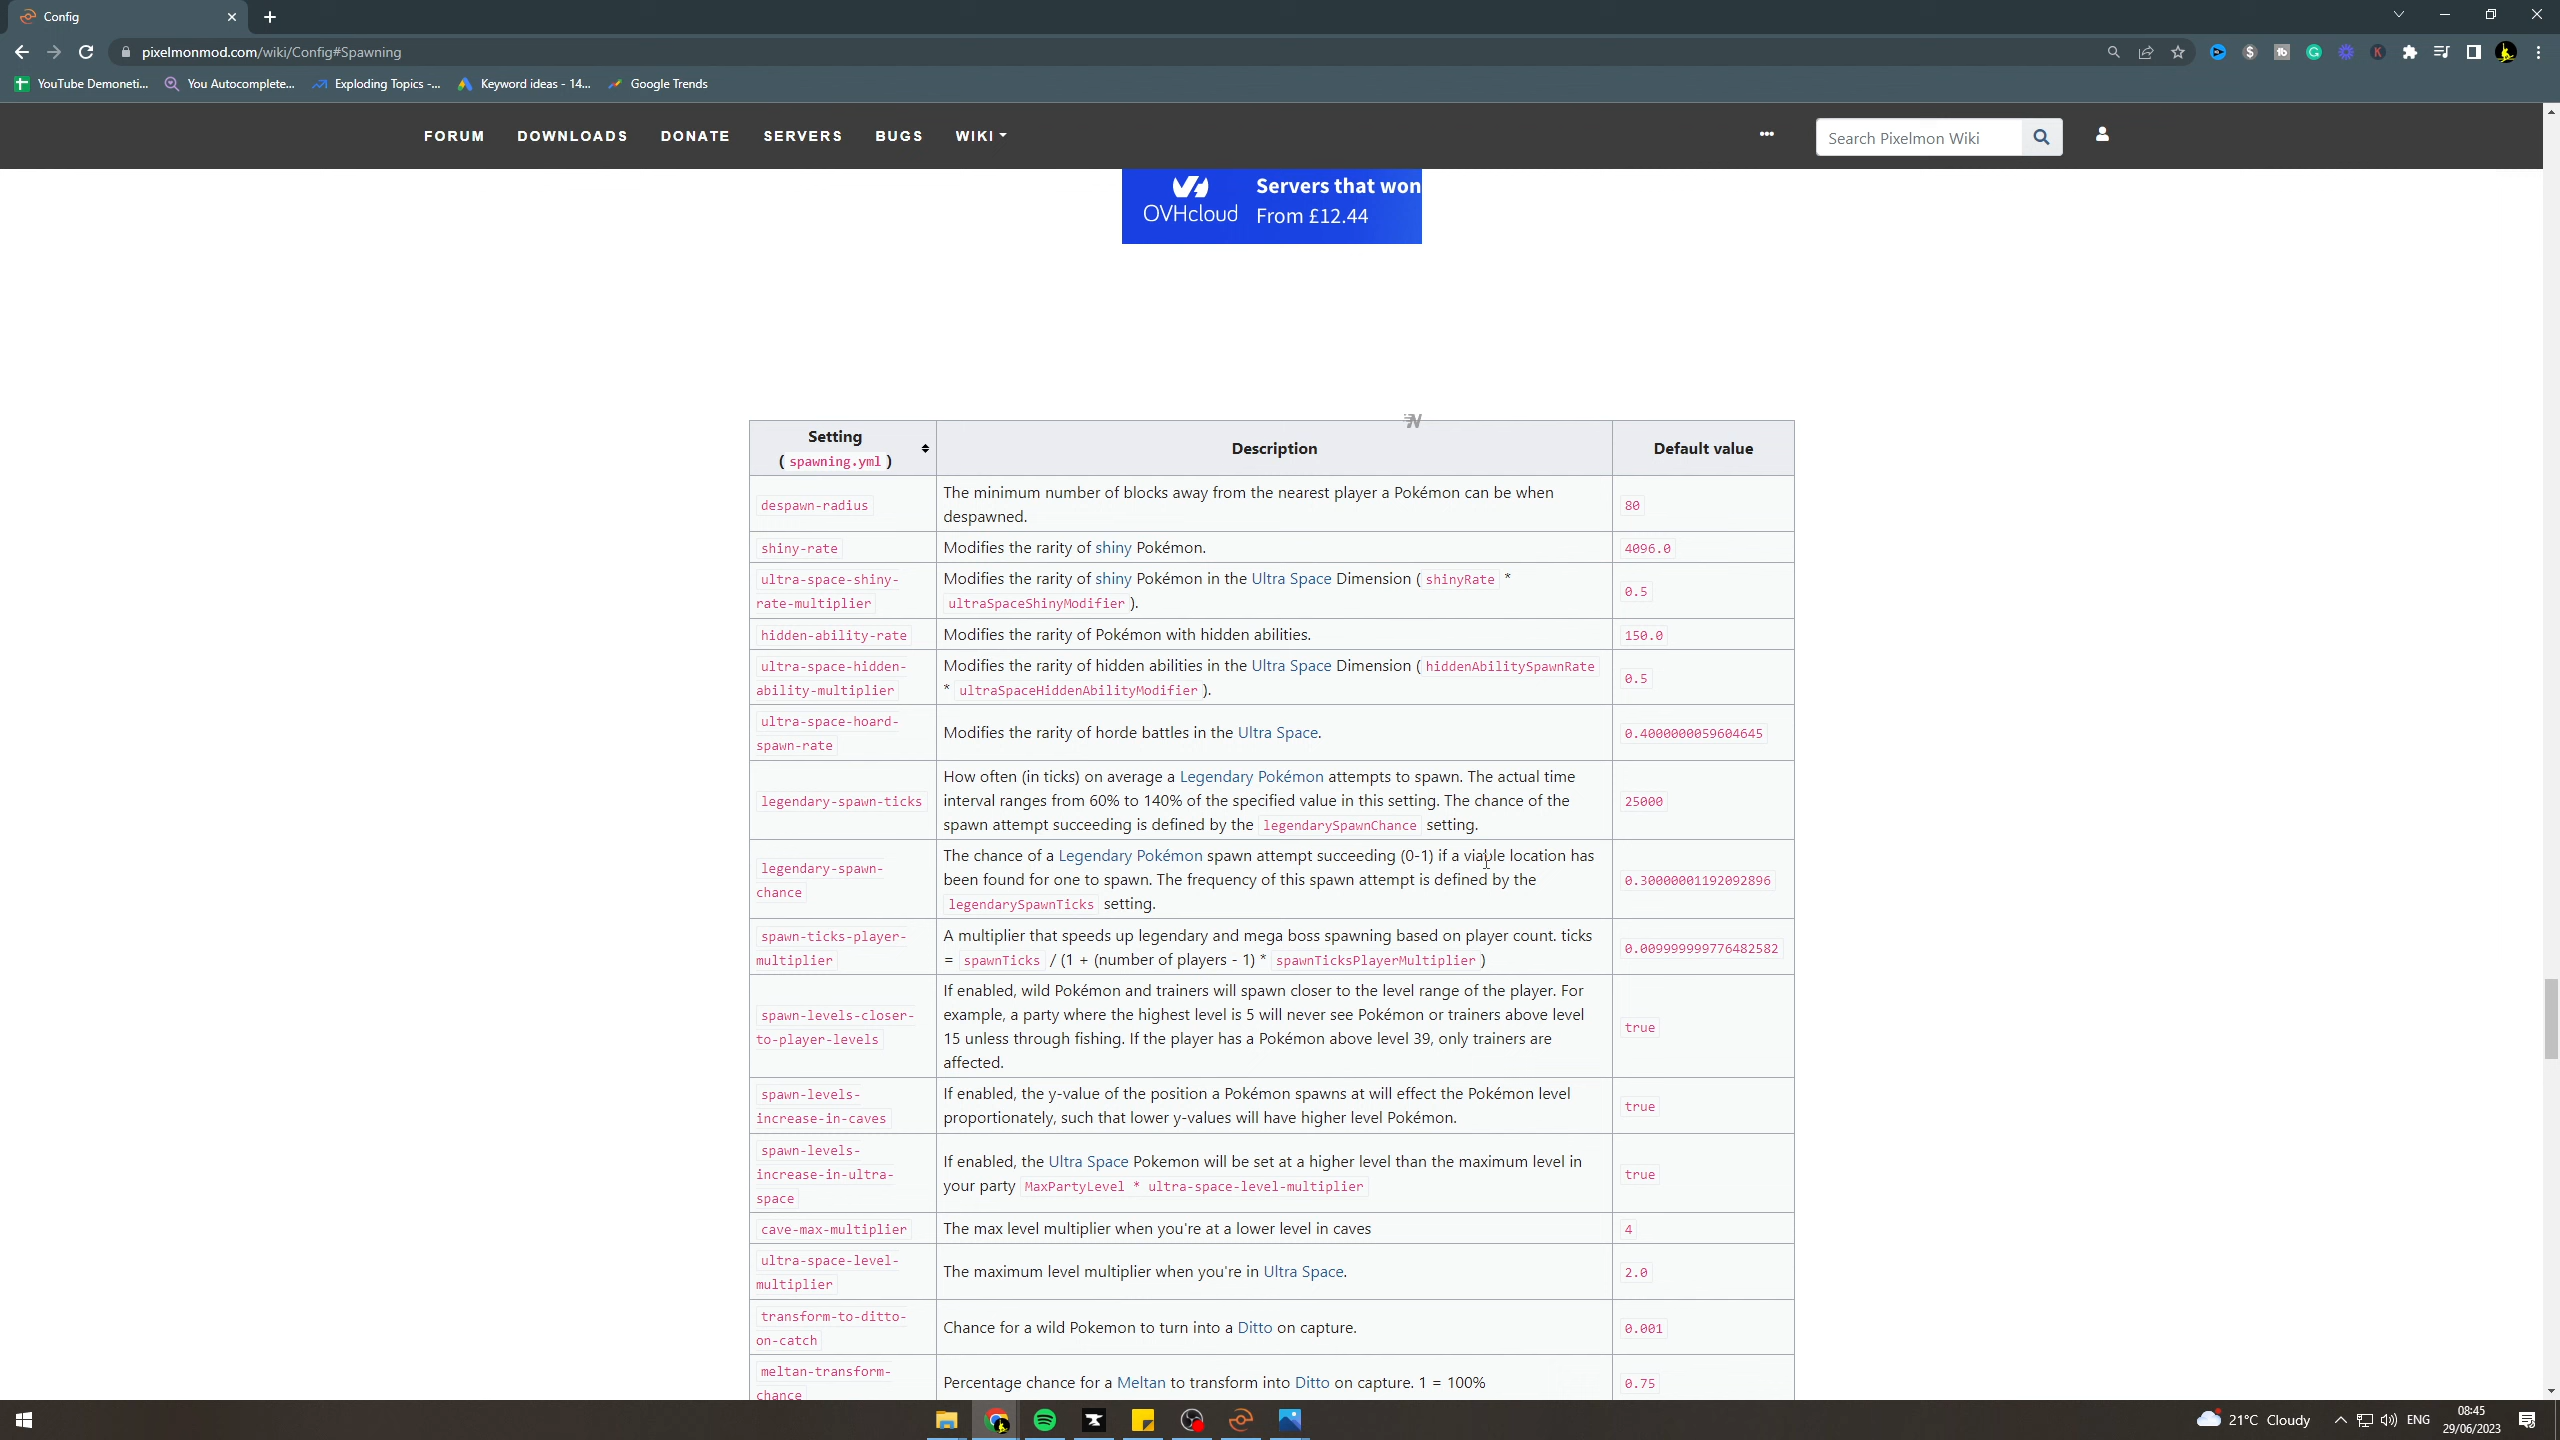 Config
pixelmonmod.com/wiki/Config#Spawning
YouTube Demoneti...
You Autocomplete...
Exploding Topics -...
Keyword ideas - 14...
Google Trends
FORUM
DOWNLOADS
DONATE
SERVERS
BUGS
WIKI
Search Pixelmon Wiki
OVHcloud
Servers that won
From £12.44
Setting
( spawning.yml )
Description
Default value
despawn-radius
The minimum number of blocks away from the nearest player a Pokémon can be when
despawned.
80
shiny-rate
Modifies the rarity of shiny Pokémon.
4096.0
ultra-space-shiny-
rate-multiplier
Modifies the rarity of shiny Pokémon in the Ultra Space Dimension ( shinyRate *
ultraSpaceShinyModifier ).
0.5
hidden-ability-rate
Modifies the rarity of Pokémon with hidden abilities.
150.0
ultra-space-hidden-
ability-multiplier
Modifies the rarity of hidden abilities in the Ultra Space Dimension ( hiddenAbilitySpawnRate
* ultraSpaceHiddenAbilityModifier ).
0.5
ultra-space-hoard-
spawn-rate
Modifies the rarity of horde battles in the Ultra Space.
0.4000000059604645
legendary-spawn-ticks
How often (in ticks) on average a Legendary Pokémon attempts to spawn. The actual time
interval ranges from 60% to 140% of the specified value in this setting. The chance of the
spawn attempt succeeding is defined by the legendarySpawnChance setting.
25000
legendary-spawn-
chance
The chance of a Legendary Pokémon spawn attempt succeeding (0-1) if a viable location has
been found for one to spawn. The frequency of this spawn attempt is defined by the
legendarySpawnTicks setting.
0.30000001192092896
spawn-ticks-player-
multiplier
A multiplier that speeds up legendary and mega boss spawning based on player count. ticks
= spawnTicks / (1 + (number of players - 1) * spawnTicksPlayerMultiplier )
0.009999999776482582
spawn-levels-closer-
to-player-levels
If enabled, wild Pokémon and trainers will spawn closer to the level range of the player. For
example, a party where the highest level is 5 will never see Pokémon or trainers above level
15 unless through fishing. If the player has a Pokémon above level 39, only trainers are
affected.
true
spawn-levels-
increase-in-caves
If enabled, the y-value of the position a Pokémon spawns at will effect the Pokémon level
proportionately, such that lower y-values will have higher level Pokémon.
true
spawn-levels-
increase-in-ultra-
space
If enabled, the Ultra Space Pokemon will be set at a higher level than the maximum level in
your party MaxPartyLevel * ultra-space-level-multiplier
true
cave-max-multiplier
The max level multiplier when you're at a lower level in caves
4
ultra-space-level-
multiplier
The maximum level multiplier when you're in Ultra Space.
2.0
transform-to-ditto-
on-catch
Chance for a wild Pokemon to turn into a Ditto on capture.
0.001
meltan-transform-
chance
Percentage chance for a Meltan to transform into Ditto on capture. 1 = 100%
0.75
21°C Cloudy
ENG
08:45
29/06/2023